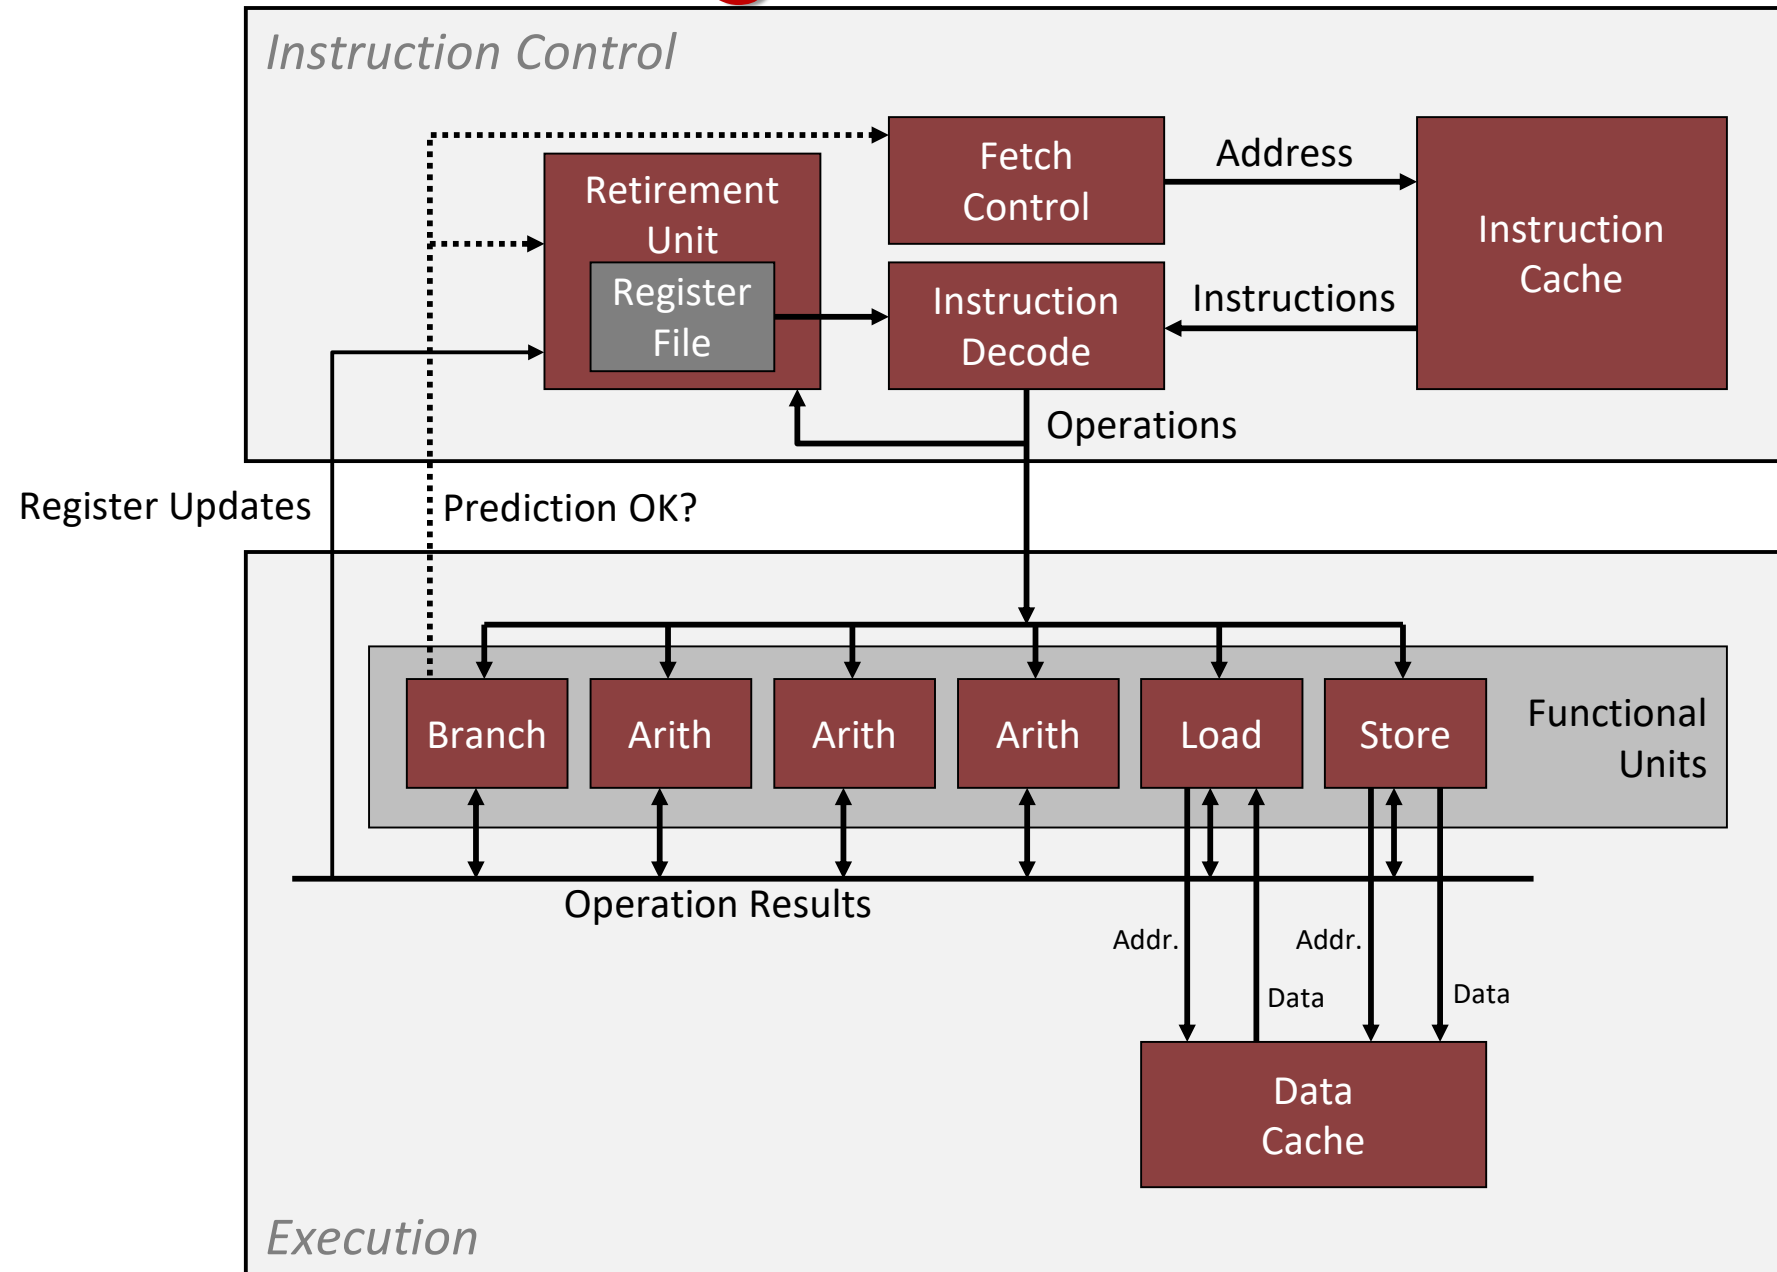 Instruction Control
Fetch
Control
Address
Instruction
Cache
Retirement
Unit
Register
File
Instruction
Decode
Instructions
Operations
Register Updates
Prediction OK?
Branch
Arith
Arith
Arith
Load
Store
Functional
Units
Operation Results
Addr.
Addr.
Data
Data
Data
Cache
Execution